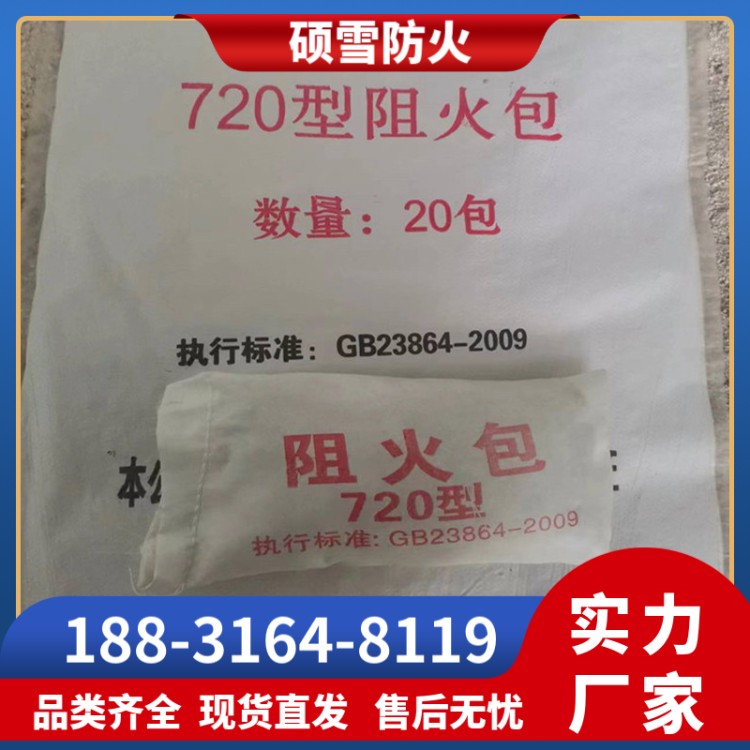 硕雪防火
720型阻火包
数量：20包
执行标准：GB23864-2009
阻火包
本公
720型
执行标准：GB23864-2009
188-3164-8119
实力
厂家
品类齐全 现货直发 售后无忧